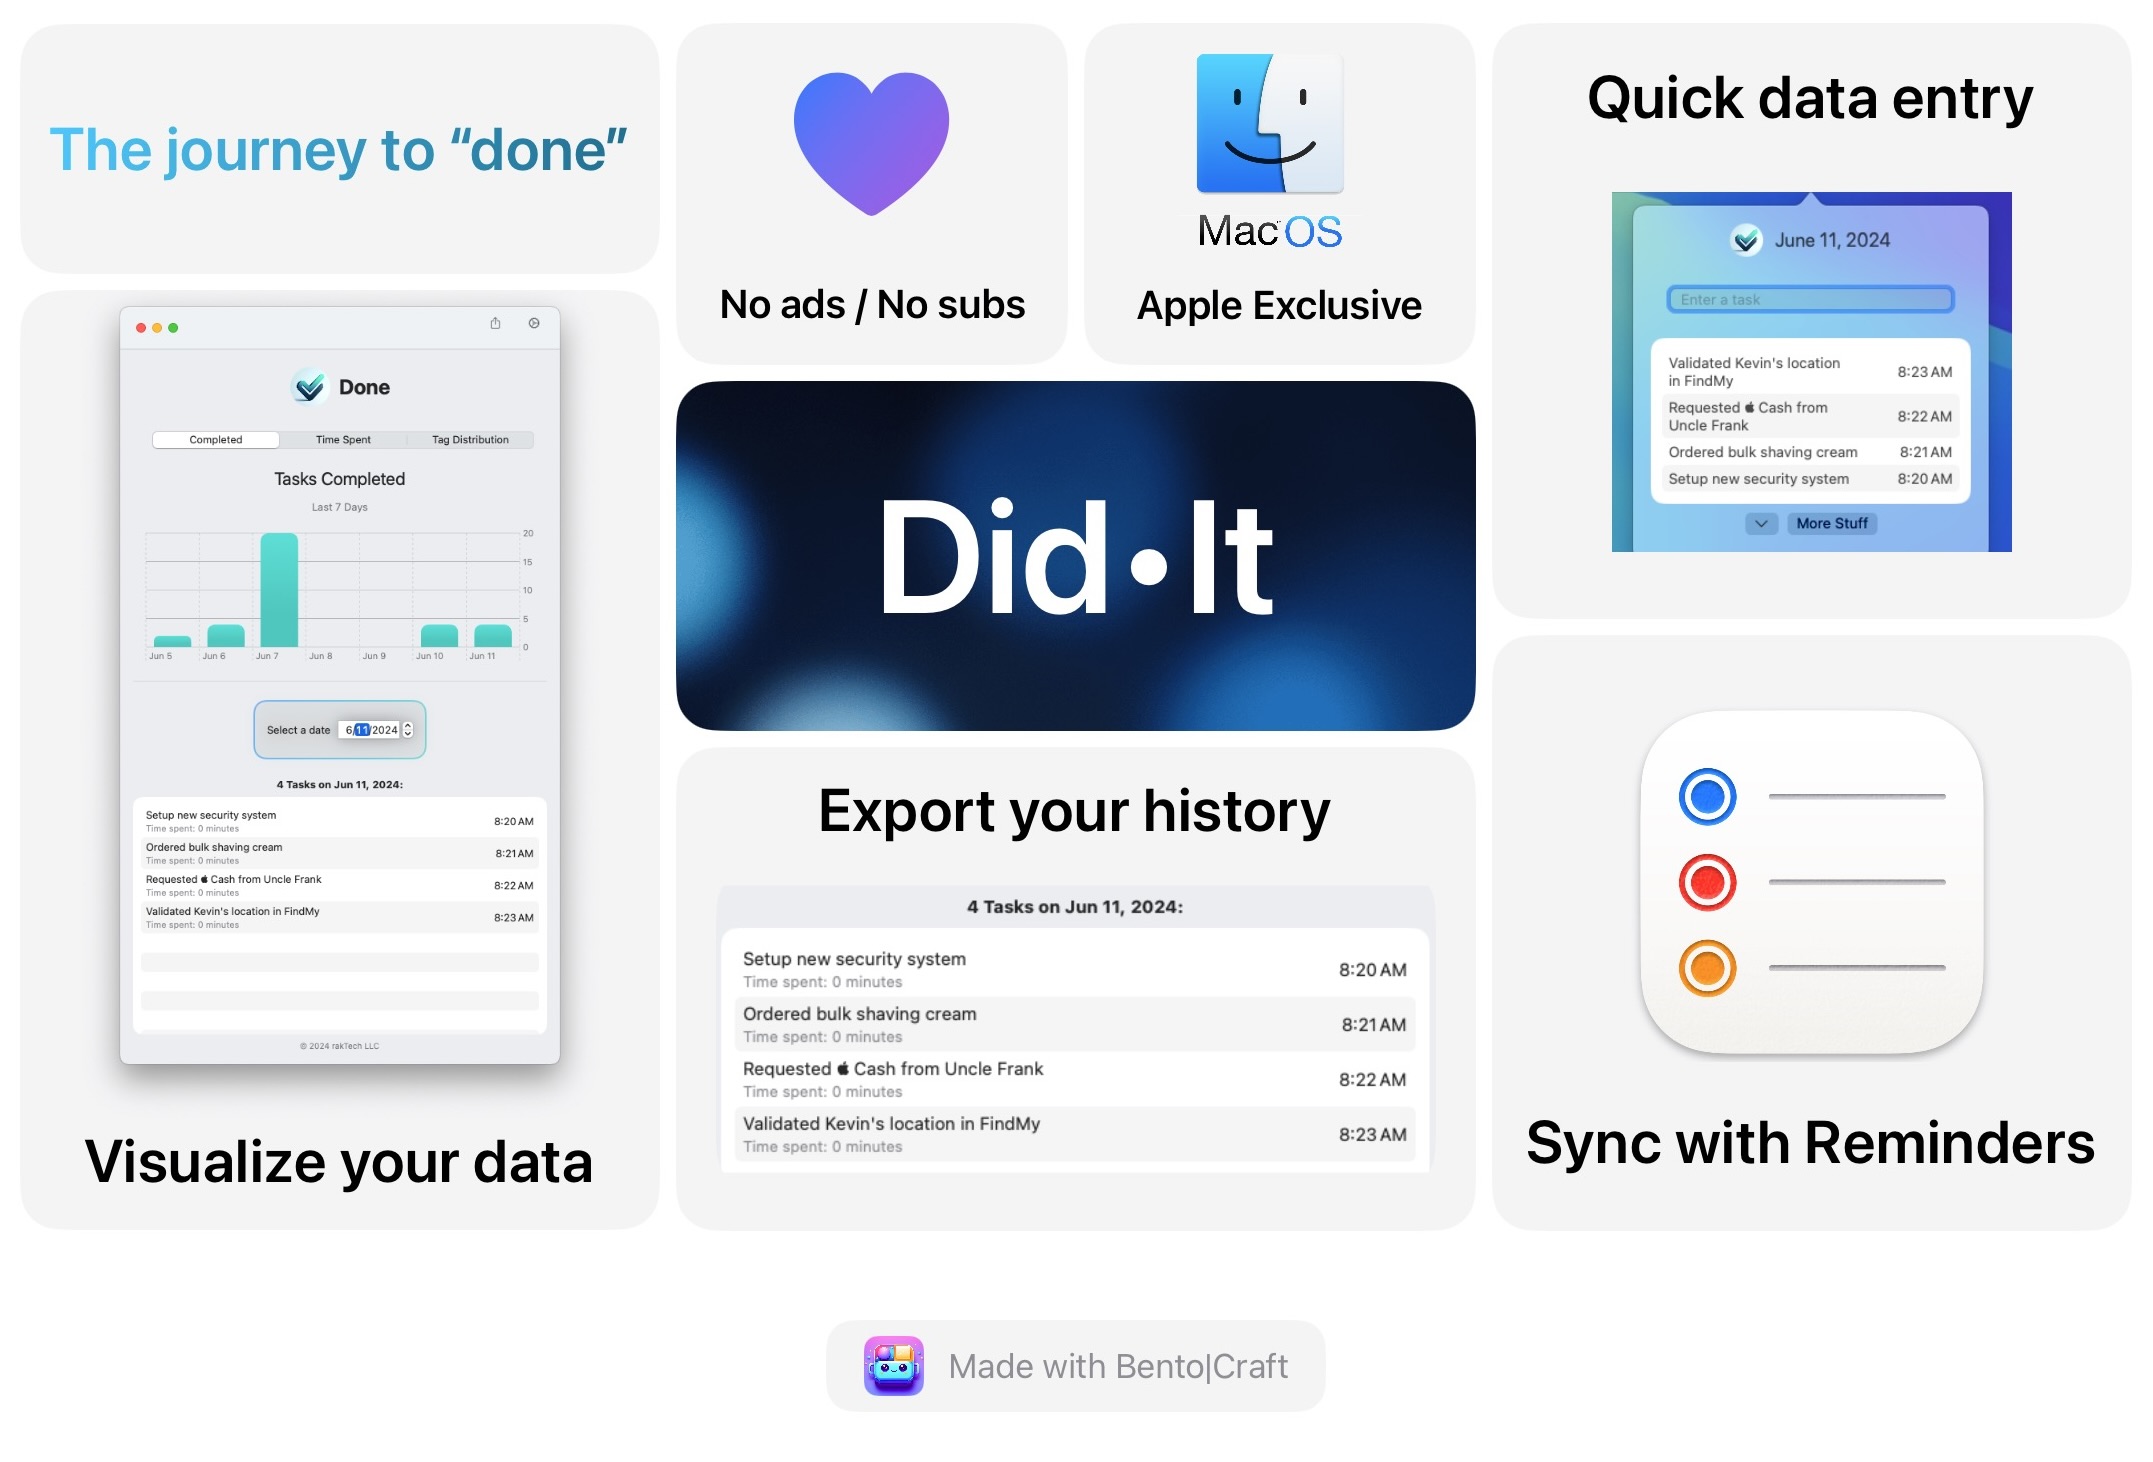 The journey to “done”
Done
Completed
Time Spent
Tag Distribution
Tasks Completed
Last 7 Days
20
15
10
5
0
Jun 5
Jun 6
Jun 7
Jun 8
Jun 9
Jun 10
Jun 11
Select a date 6/11/2024
4 Tasks on Jun 11, 2024:
Setup new security system
Time spent: 0 minutes
8:20 AM
Ordered bulk shaving cream
Time spent: 0 minutes
8:21 AM
Requested  Cash from Uncle Frank
Time spent: 0 minutes
8:22 AM
Validated Kevin's location in FindMy
Time spent: 0 minutes
8:23 AM
© 2024 rakTech LLC
Visualize your data
No ads / No subs
MacOS
Apple Exclusive
Did•It
Export your history
4 Tasks on Jun 11, 2024:
Setup new security system
Time spent: 0 minutes
8:20 AM
Ordered bulk shaving cream
Time spent: 0 minutes
8:21 AM
Requested  Cash from Uncle Frank
Time spent: 0 minutes
8:22 AM
Validated Kevin's location in FindMy
Time spent: 0 minutes
8:23 AM
Quick data entry
June 11, 2024
Enter a task
Validated Kevin's location
in FindMy
8:23 AM
Requested  Cash from
Uncle Frank
8:22 AM
Ordered bulk shaving cream
8:21 AM
Setup new security system
8:20 AM
More Stuff
Sync with Reminders
Made with Bento|Craft